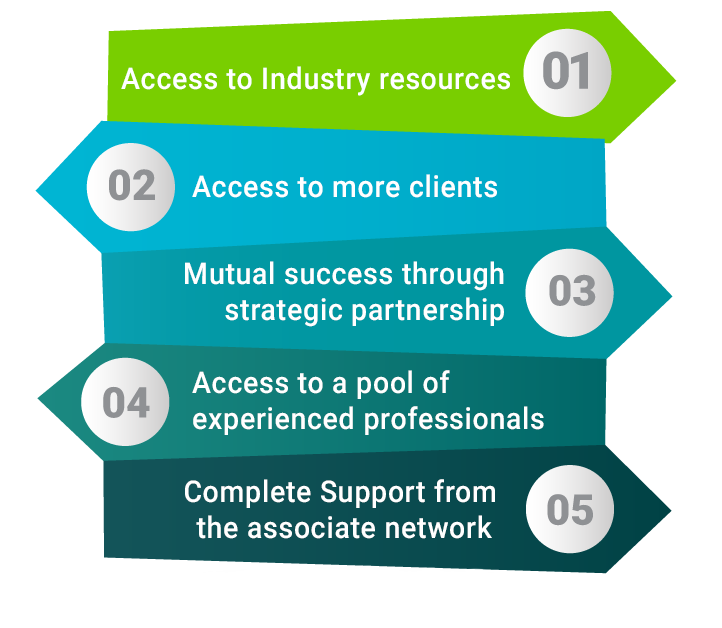 Access to Industry resources
01
02
Access to more clients
Mutual success through
strategic partnership
03
04
Access to a pool of
experienced professionals
Complete Support from
the associate network
05